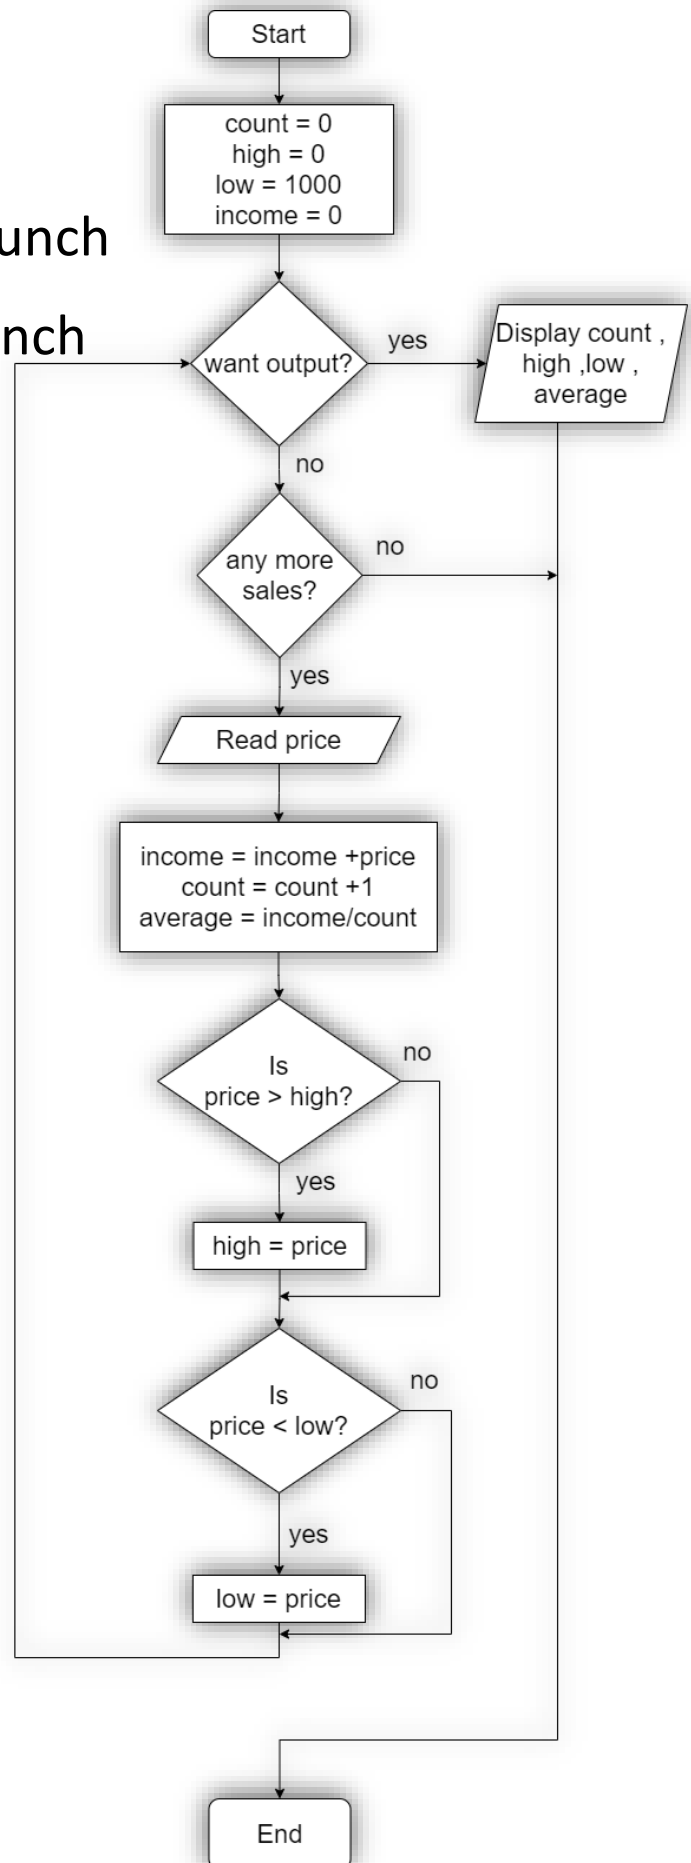 Start
count = 0
high = 0
low = 1000
income = 0
unch
nch
want output?
yes
Display count ,
high ,low ,
average
no
any more
sales?
no
yes
Read price
income = income +price
count = count +1
average = income/count
Is
price > high?
no
yes
high = price
Is
price < low?
no
yes
low = price
End